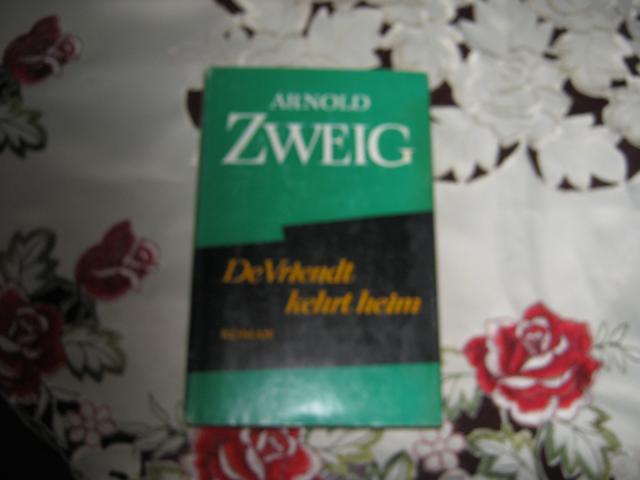 ARNOLD
ZWEIG
De Vriendt
kehrt heim
ROMAN